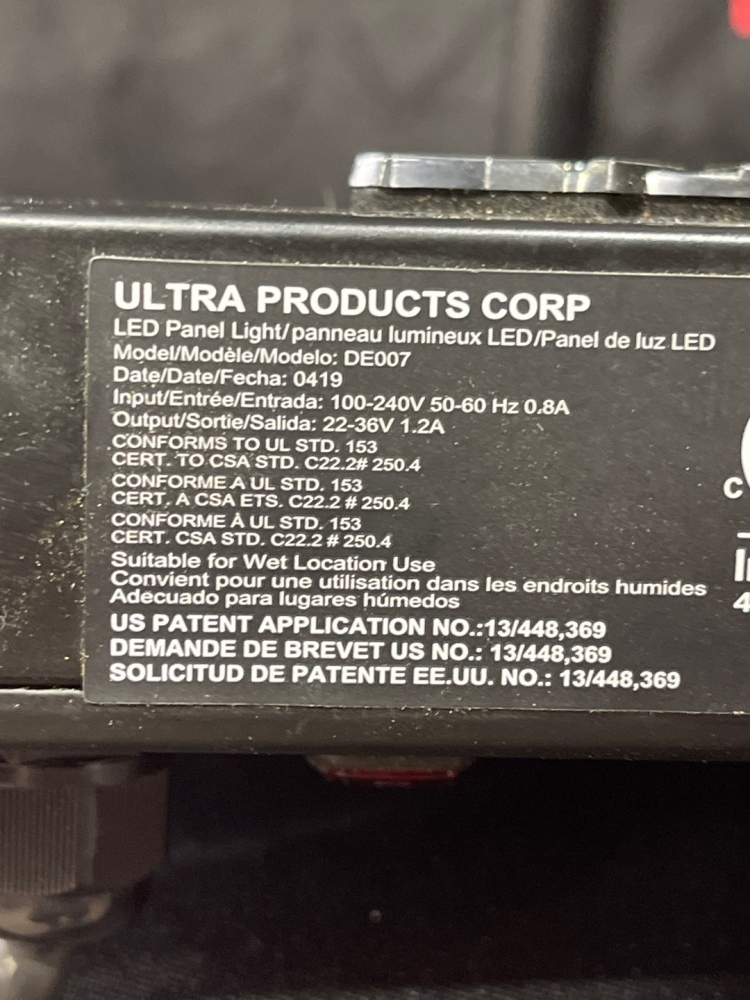 ULTRA PRODUCTS CORP
LED Panel Light/panneau lumineux LED/Panel de luz LED
Model/Modèle/Modelo: DE007
Date/Date/Fecha: 0419
Input/Entrée/Entrada: 100-240V 50-60 Hz 0.8A
Output/Sortie/Salida: 22-36V 1.2A
CONFORMS TO UL STD. 153
CERT. TO CSA STD. C22.2# 250.4
CONFORME A UL STD. 153
CERT. A CSA ETS. C22.2 # 250.4
CONFORME À UL STD. 153
CERT. CSA STD. C22.2 # 250.4
Suitable for Wet Location Use
Convient pour une utilisation dans les endroits humides
Adecuado para lugares húmedos
US PATENT APPLICATION NO.:13/448,369
DEMANDE DE BREVET US NO.: 13/448,369
SOLICITUD DE PATENTE EE.UU. NO.: 13/448,369
C